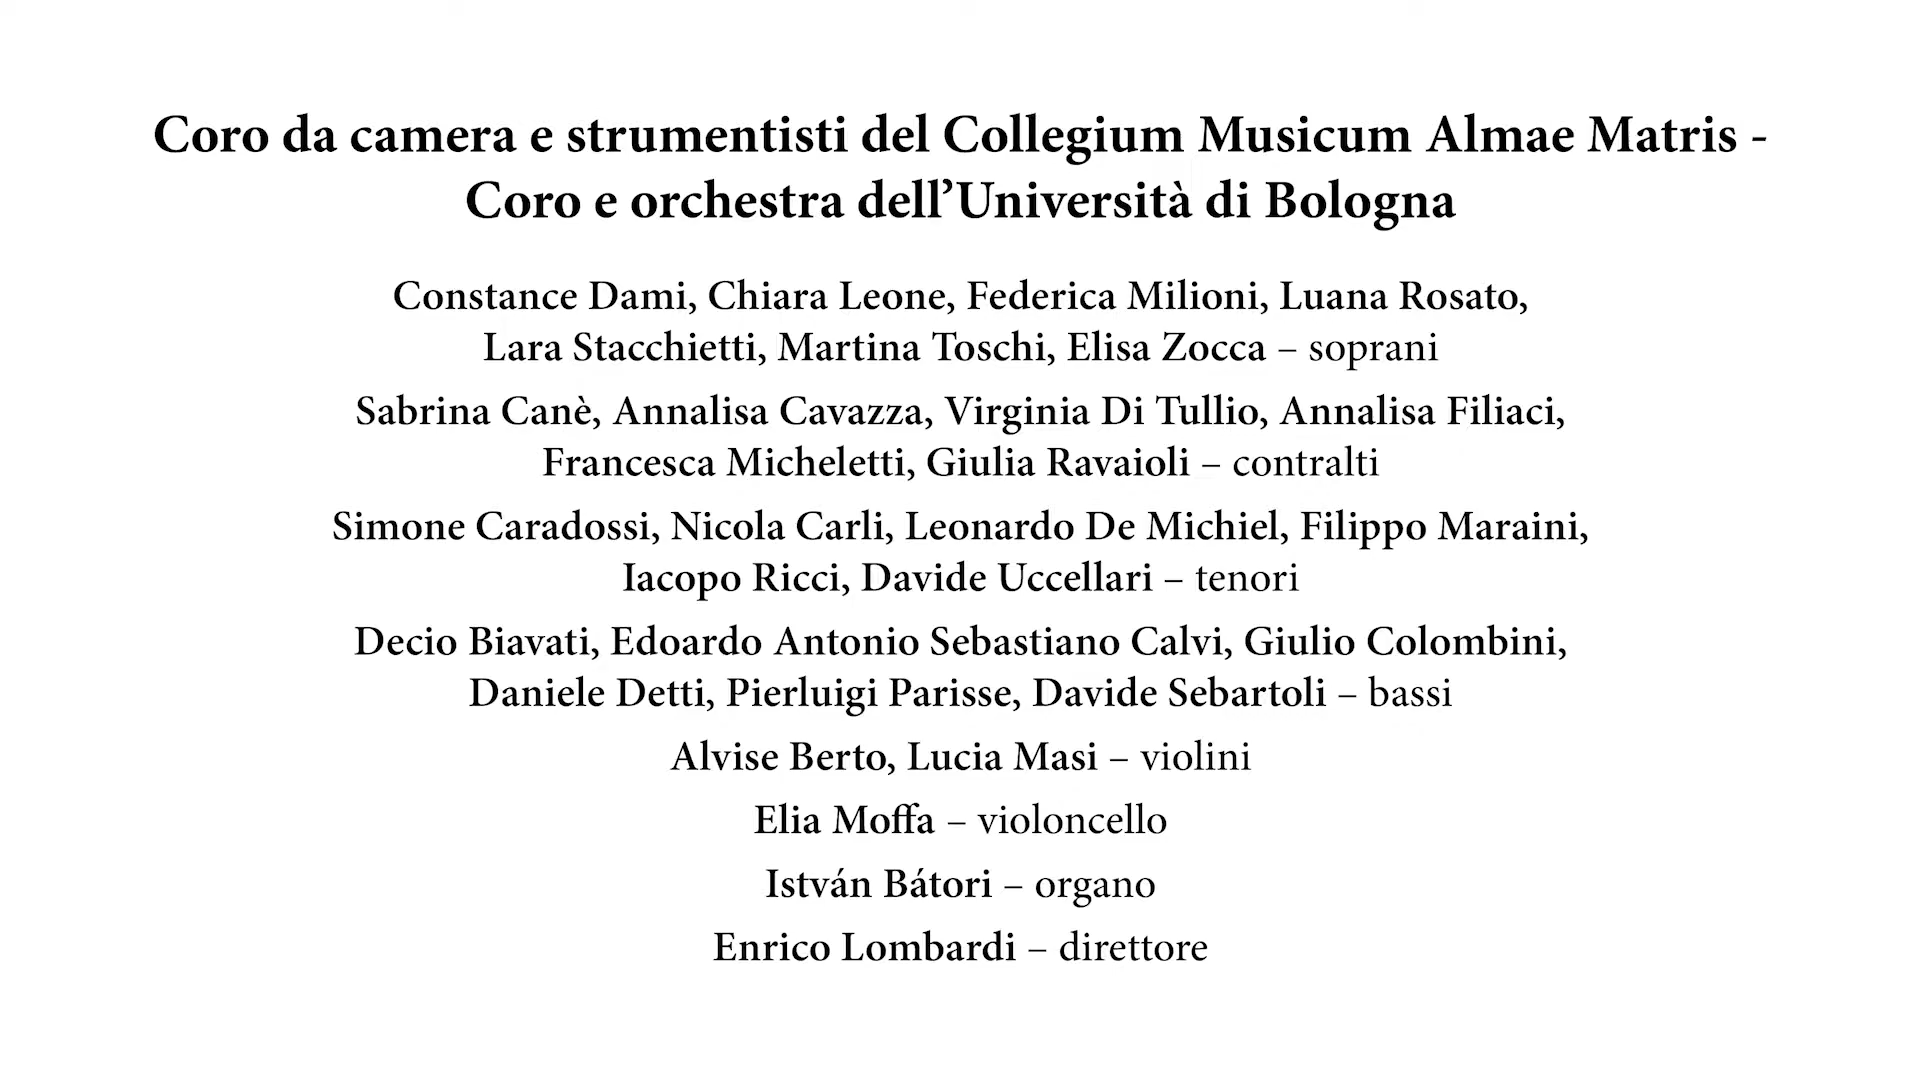 Coro da camera e strumentisti del Collegium Musicum Almae Matris -
Coro e orchestra dell’Università di Bologna
Constance Dami, Chiara Leone, Federica Milioni, Luana Rosato,
Lara Stacchietti, Martina Toschi, Elisa Zocca – soprani
Sabrina Canè, Annalisa Cavazza, Virginia Di Tullio, Annalisa Filiaci,
Francesca Micheletti, Giulia Ravaioli – contralti
Simone Caradossi, Nicola Carli, Leonardo De Michiel, Filippo Maraini,
Iacopo Ricci, Davide Uccellari – tenori
Decio Biavati, Edoardo Antonio Sebastiano Calvi, Giulio Colombini,
Daniele Detti, Pierluigi Parisse, Davide Sebartoli – bassi
Alvise Berto, Lucia Masi – violini
Elia Moffa – violoncello
István Bátori – organo
Enrico Lombardi – direttore